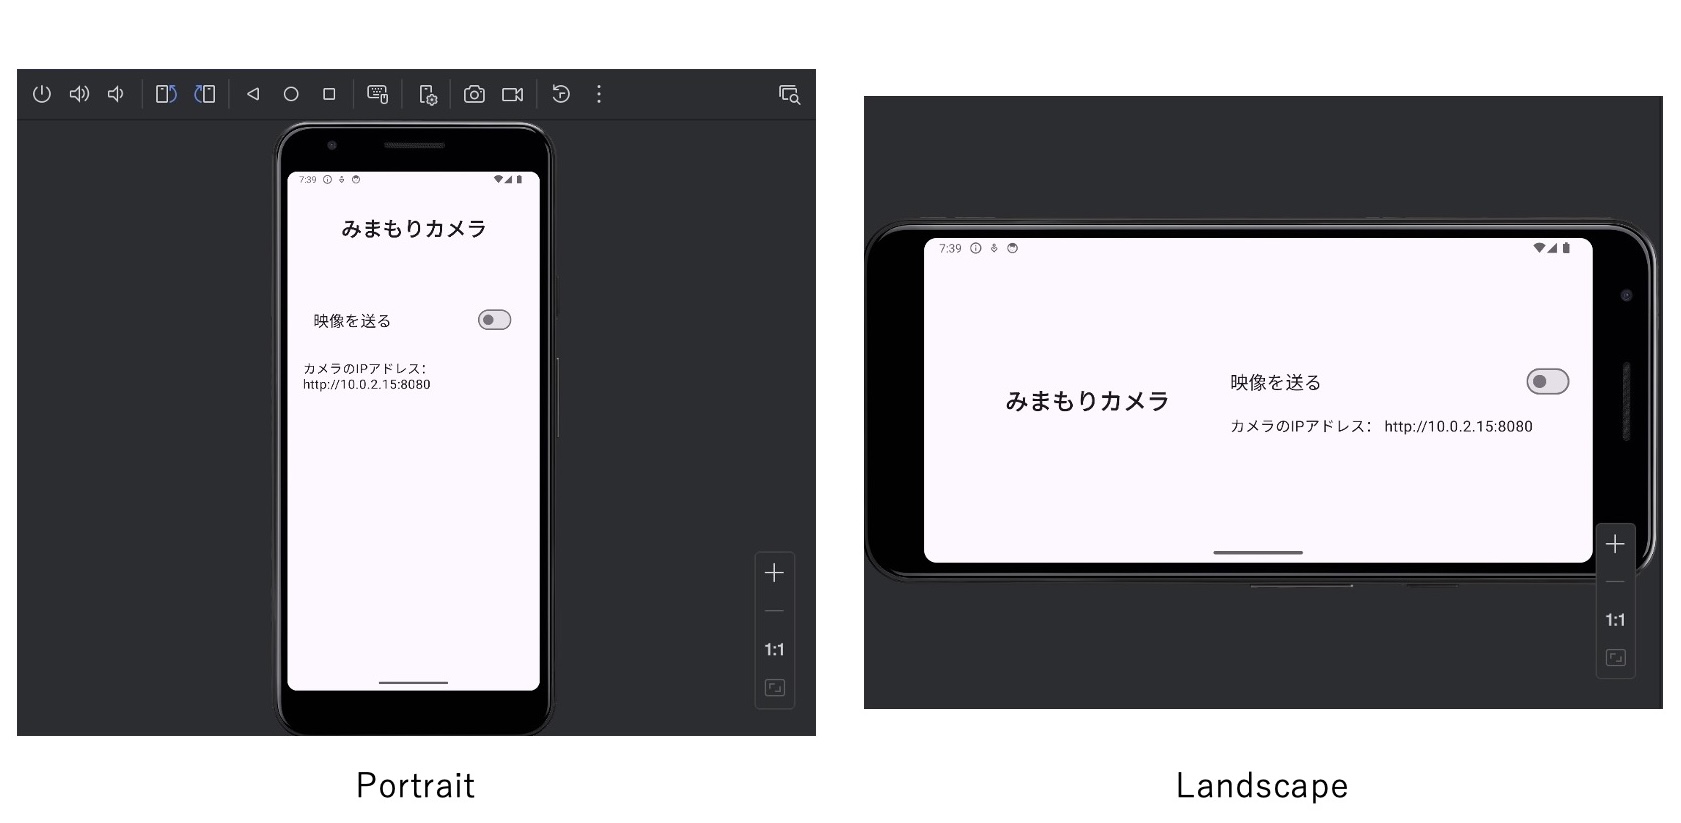 7:39
みまもりカメラ
映像を送る
カメラのIPアドレス：
http://10.0.2.15:8080
1:1
Portrait
7:39
みまもりカメラ
映像を送る
カメラのIPアドレス： http://10.0.2.15:8080
1:1
Landscape